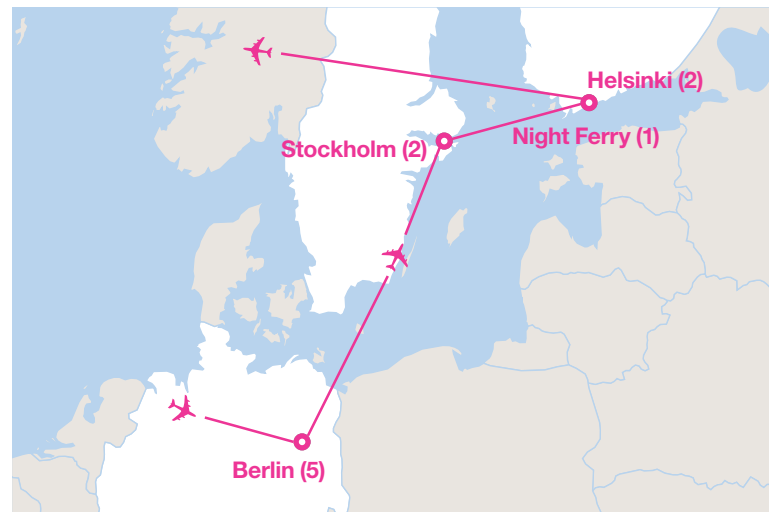 Helsinki (2)
Night Ferry (1)
Stockholm (2)
Berlin (5)